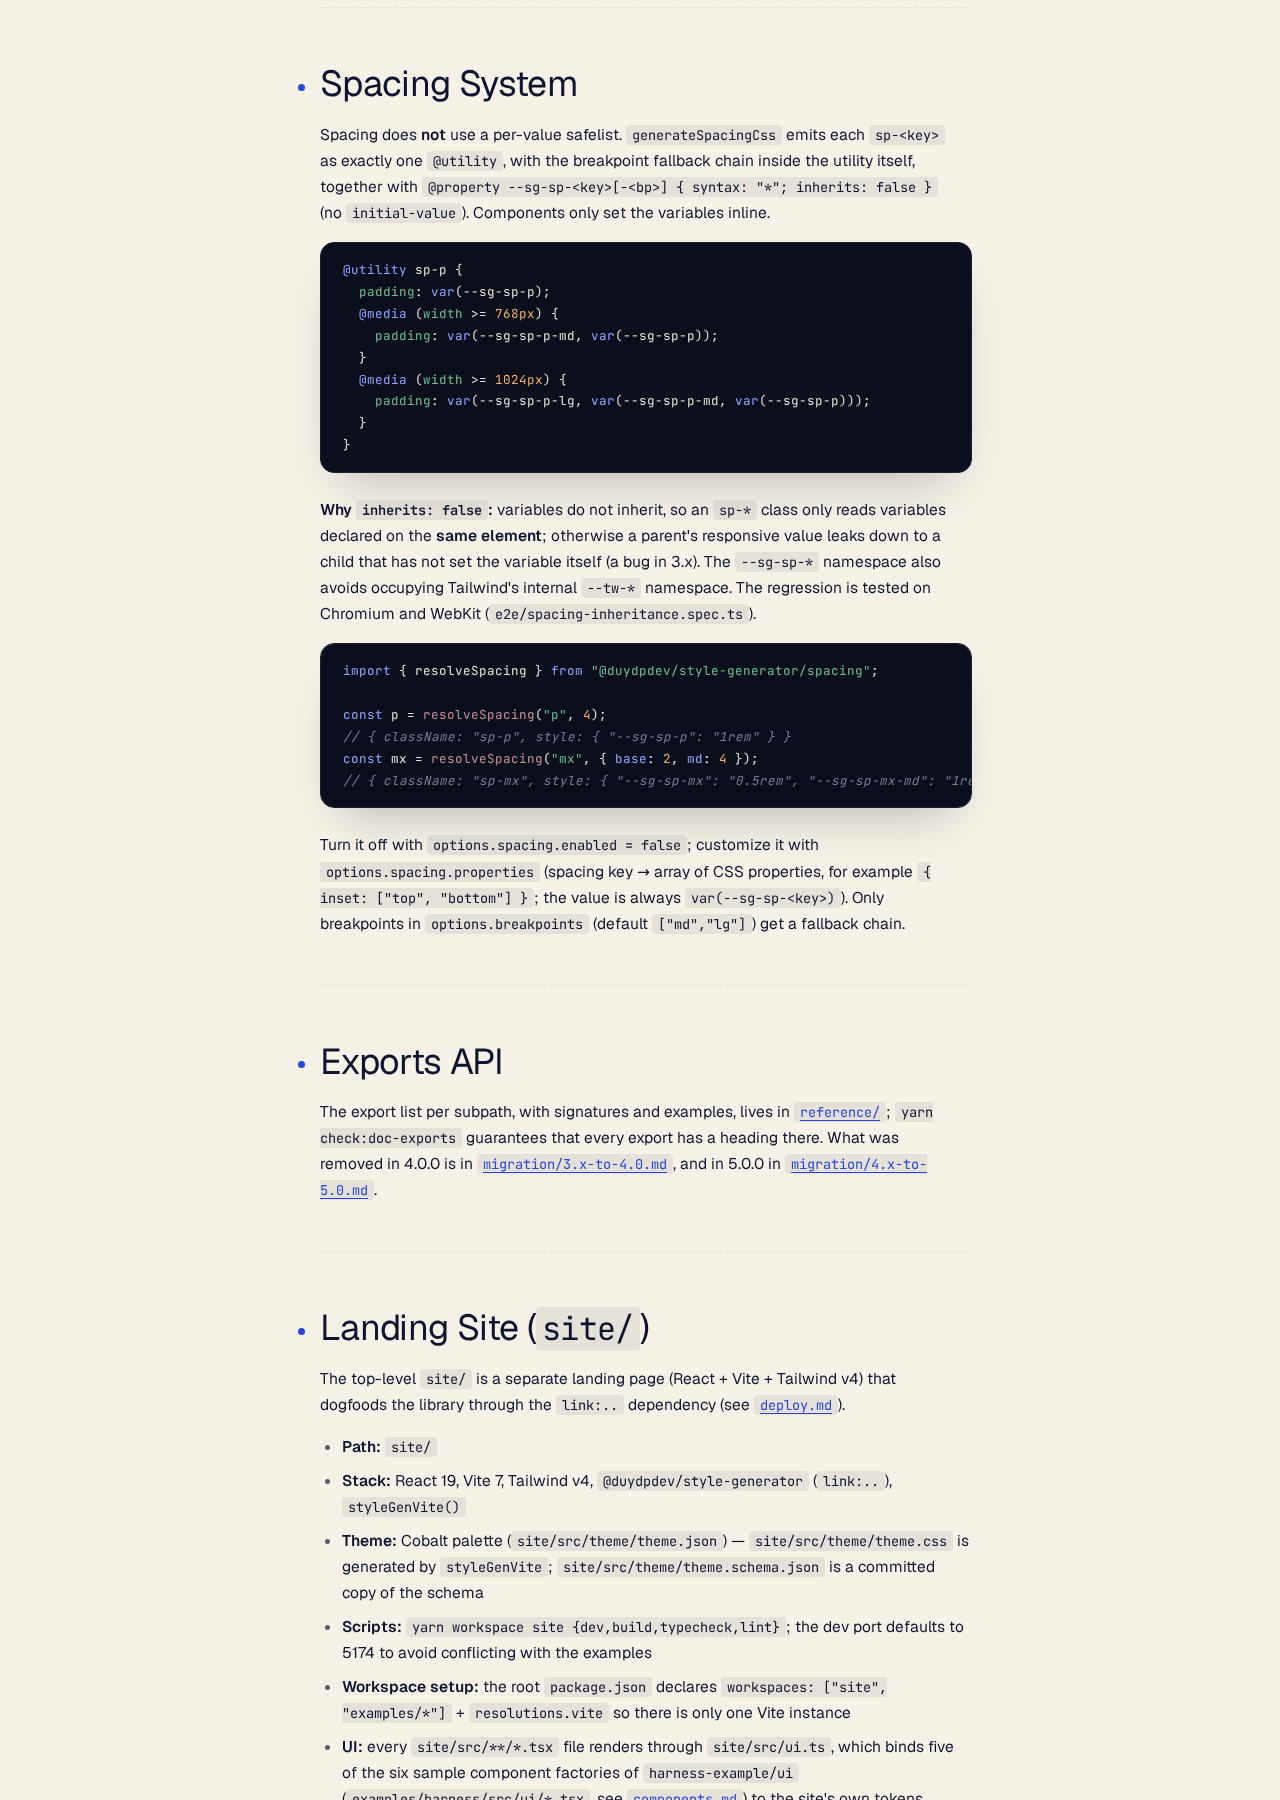 Spacing System
Spacing does not use a per-value safelist. generateSpacingCss emits each sp-<key>
as exactly one @utility, with the breakpoint fallback chain inside the utility itself,
together with @property --sg-sp-<key>[-<bp>] { syntax: "*"; inherits: false }
(no initial-value). Components only set the variables inline.
@utility sp-p {
  padding: var(--sg-sp-p);
  @media (width >= 768px) {
    padding: var(--sg-sp-p-md, var(--sg-sp-p));
  }
  @media (width >= 1024px) {
    padding: var(--sg-sp-p-lg, var(--sg-sp-p-md, var(--sg-sp-p)));
  }
}
Why inherits: false: variables do not inherit, so an sp-* class only reads variables
declared on the same element; otherwise a parent's responsive value leaks down to a
child that has not set the variable itself (a bug in 3.x). The --sg-sp-* namespace also
avoids occupying Tailwind's internal --tw-* namespace. The regression is tested on
Chromium and WebKit (e2e/spacing-inheritance.spec.ts).
import { resolveSpacing } from "@duydpdev/style-generator/spacing";
const p = resolveSpacing("p", 4);
// { className: "sp-p", style: { "--sg-sp-p": "1rem" } }
const mx = resolveSpacing("mx", { base: 2, md: 4 });
// { className: "sp-mx", style: { "--sg-sp-mx": "0.5rem", "--sg-sp-mx-md": "1re
Turn it off with options.spacing.enabled = false; customize it with
options.spacing.properties (spacing key → array of CSS properties, for example {
inset: ["top", "bottom"] }; the value is always var(--sg-sp-<key>)). Only
breakpoints in options.breakpoints (default ["md","lg"]) get a fallback chain.
Exports API
The export list per subpath, with signatures and examples, lives in reference/; yarn
check:doc-exports guarantees that every export has a heading there. What was
removed in 4.0.0 is in migration/3.x-to-4.0.md, and in 5.0.0 in migration/4.x-to-
5.0.md.
Landing Site (site/)
The top-level site/ is a separate landing page (React + Vite + Tailwind v4) that
dogfoods the library through the link:.. dependency (see deploy.md).
Path: site/
Stack: React 19, Vite 7, Tailwind v4, @duydpdev/style-generator (link:..),
styleGenVite()
Theme: Cobalt palette (site/src/theme/theme.json) — site/src/theme/theme.css is
generated by styleGenVite; site/src/theme/theme.schema.json is a committed
copy of the schema
Scripts: yarn workspace site {dev,build,typecheck,lint}; the dev port defaults to
5174 to avoid conflicting with the examples
Workspace setup: the root package.json declares workspaces: ["site",
"examples/*"] + resolutions.vite so there is only one Vite instance
UI: every site/src/**/*.tsx file renders through site/src/ui.ts, which binds five
of the six sample component factories of harness-example/ui
(examples/harness/src/ui/*.tsx, see components.md) to the site's own tokens